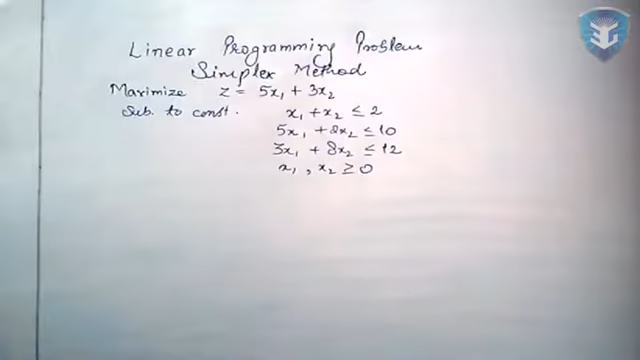 Linear Programming Problem
Simplex Method
Maximize z = 5x₁ + 3x₂
Sub. to const. x₁ + x₂ ≤ 2
5x₁ + 2x₂ ≤ 10
3x₁ + 8x₂ ≤ 12
x₁ , x₂ ≥ 0